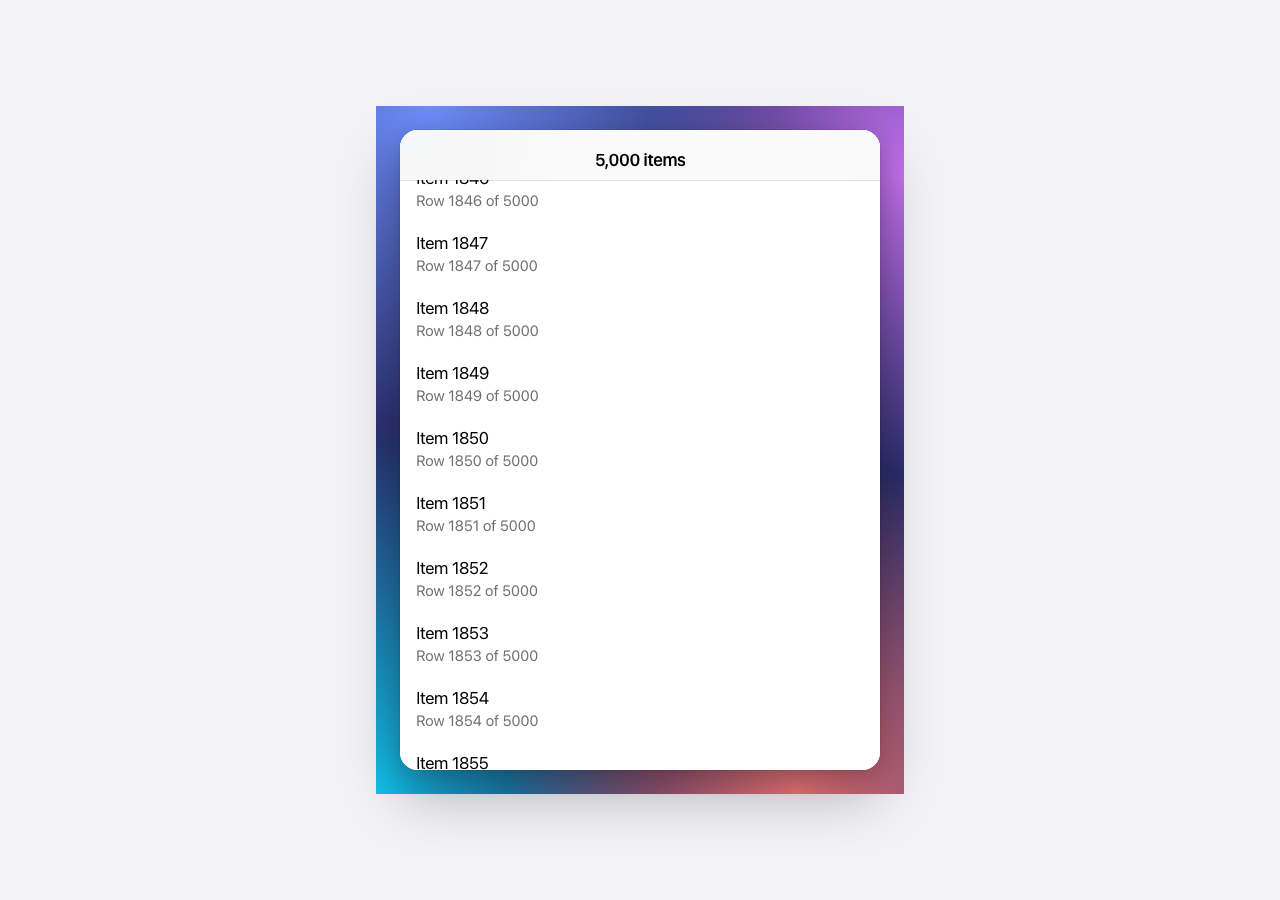 5,000 items
Item 1846
Row 1846 of 5000
Item 1847
Row 1847 of 5000
Item 1848
Row 1848 of 5000
Item 1849
Row 1849 of 5000
Item 1850
Row 1850 of 5000
Item 1851
Row 1851 of 5000
Item 1852
Row 1852 of 5000
Item 1853
Row 1853 of 5000
Item 1854
Row 1854 of 5000
Item 1855